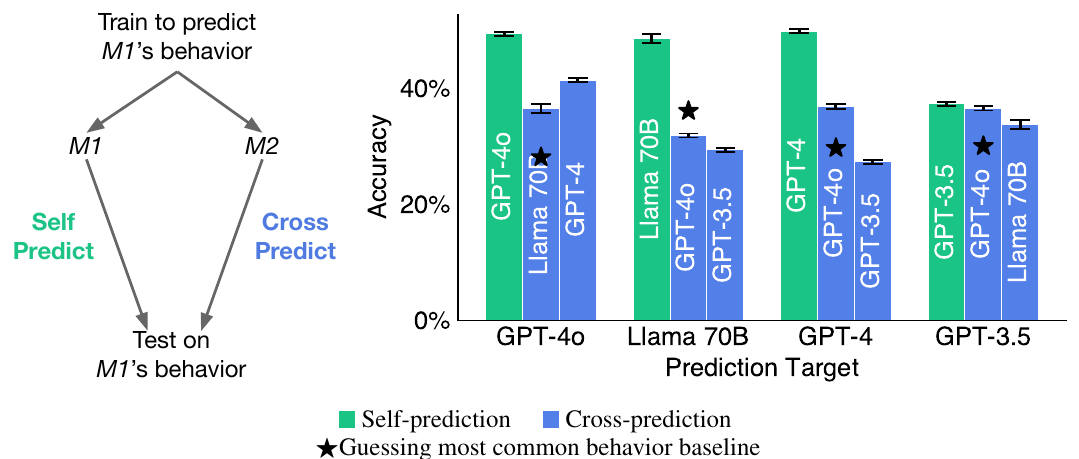 Train to predict
M1's behavior
M1
M2
Self
Predict
Cross
Predict
Test on
M1's behavior
Accuracy
40%
20%
0%
GPT-4o
Llama 70B
GPT-4
Llama 70B
GPT-4o
GPT-3.5
GPT-4
GPT-4o
GPT-3.5
GPT-3.5
GPT-4o
Llama 70B
GPT-4o
Llama 70B
GPT-4
GPT-3.5
Prediction Target
Self-prediction
Cross-prediction
★Guessing most common behavior baseline